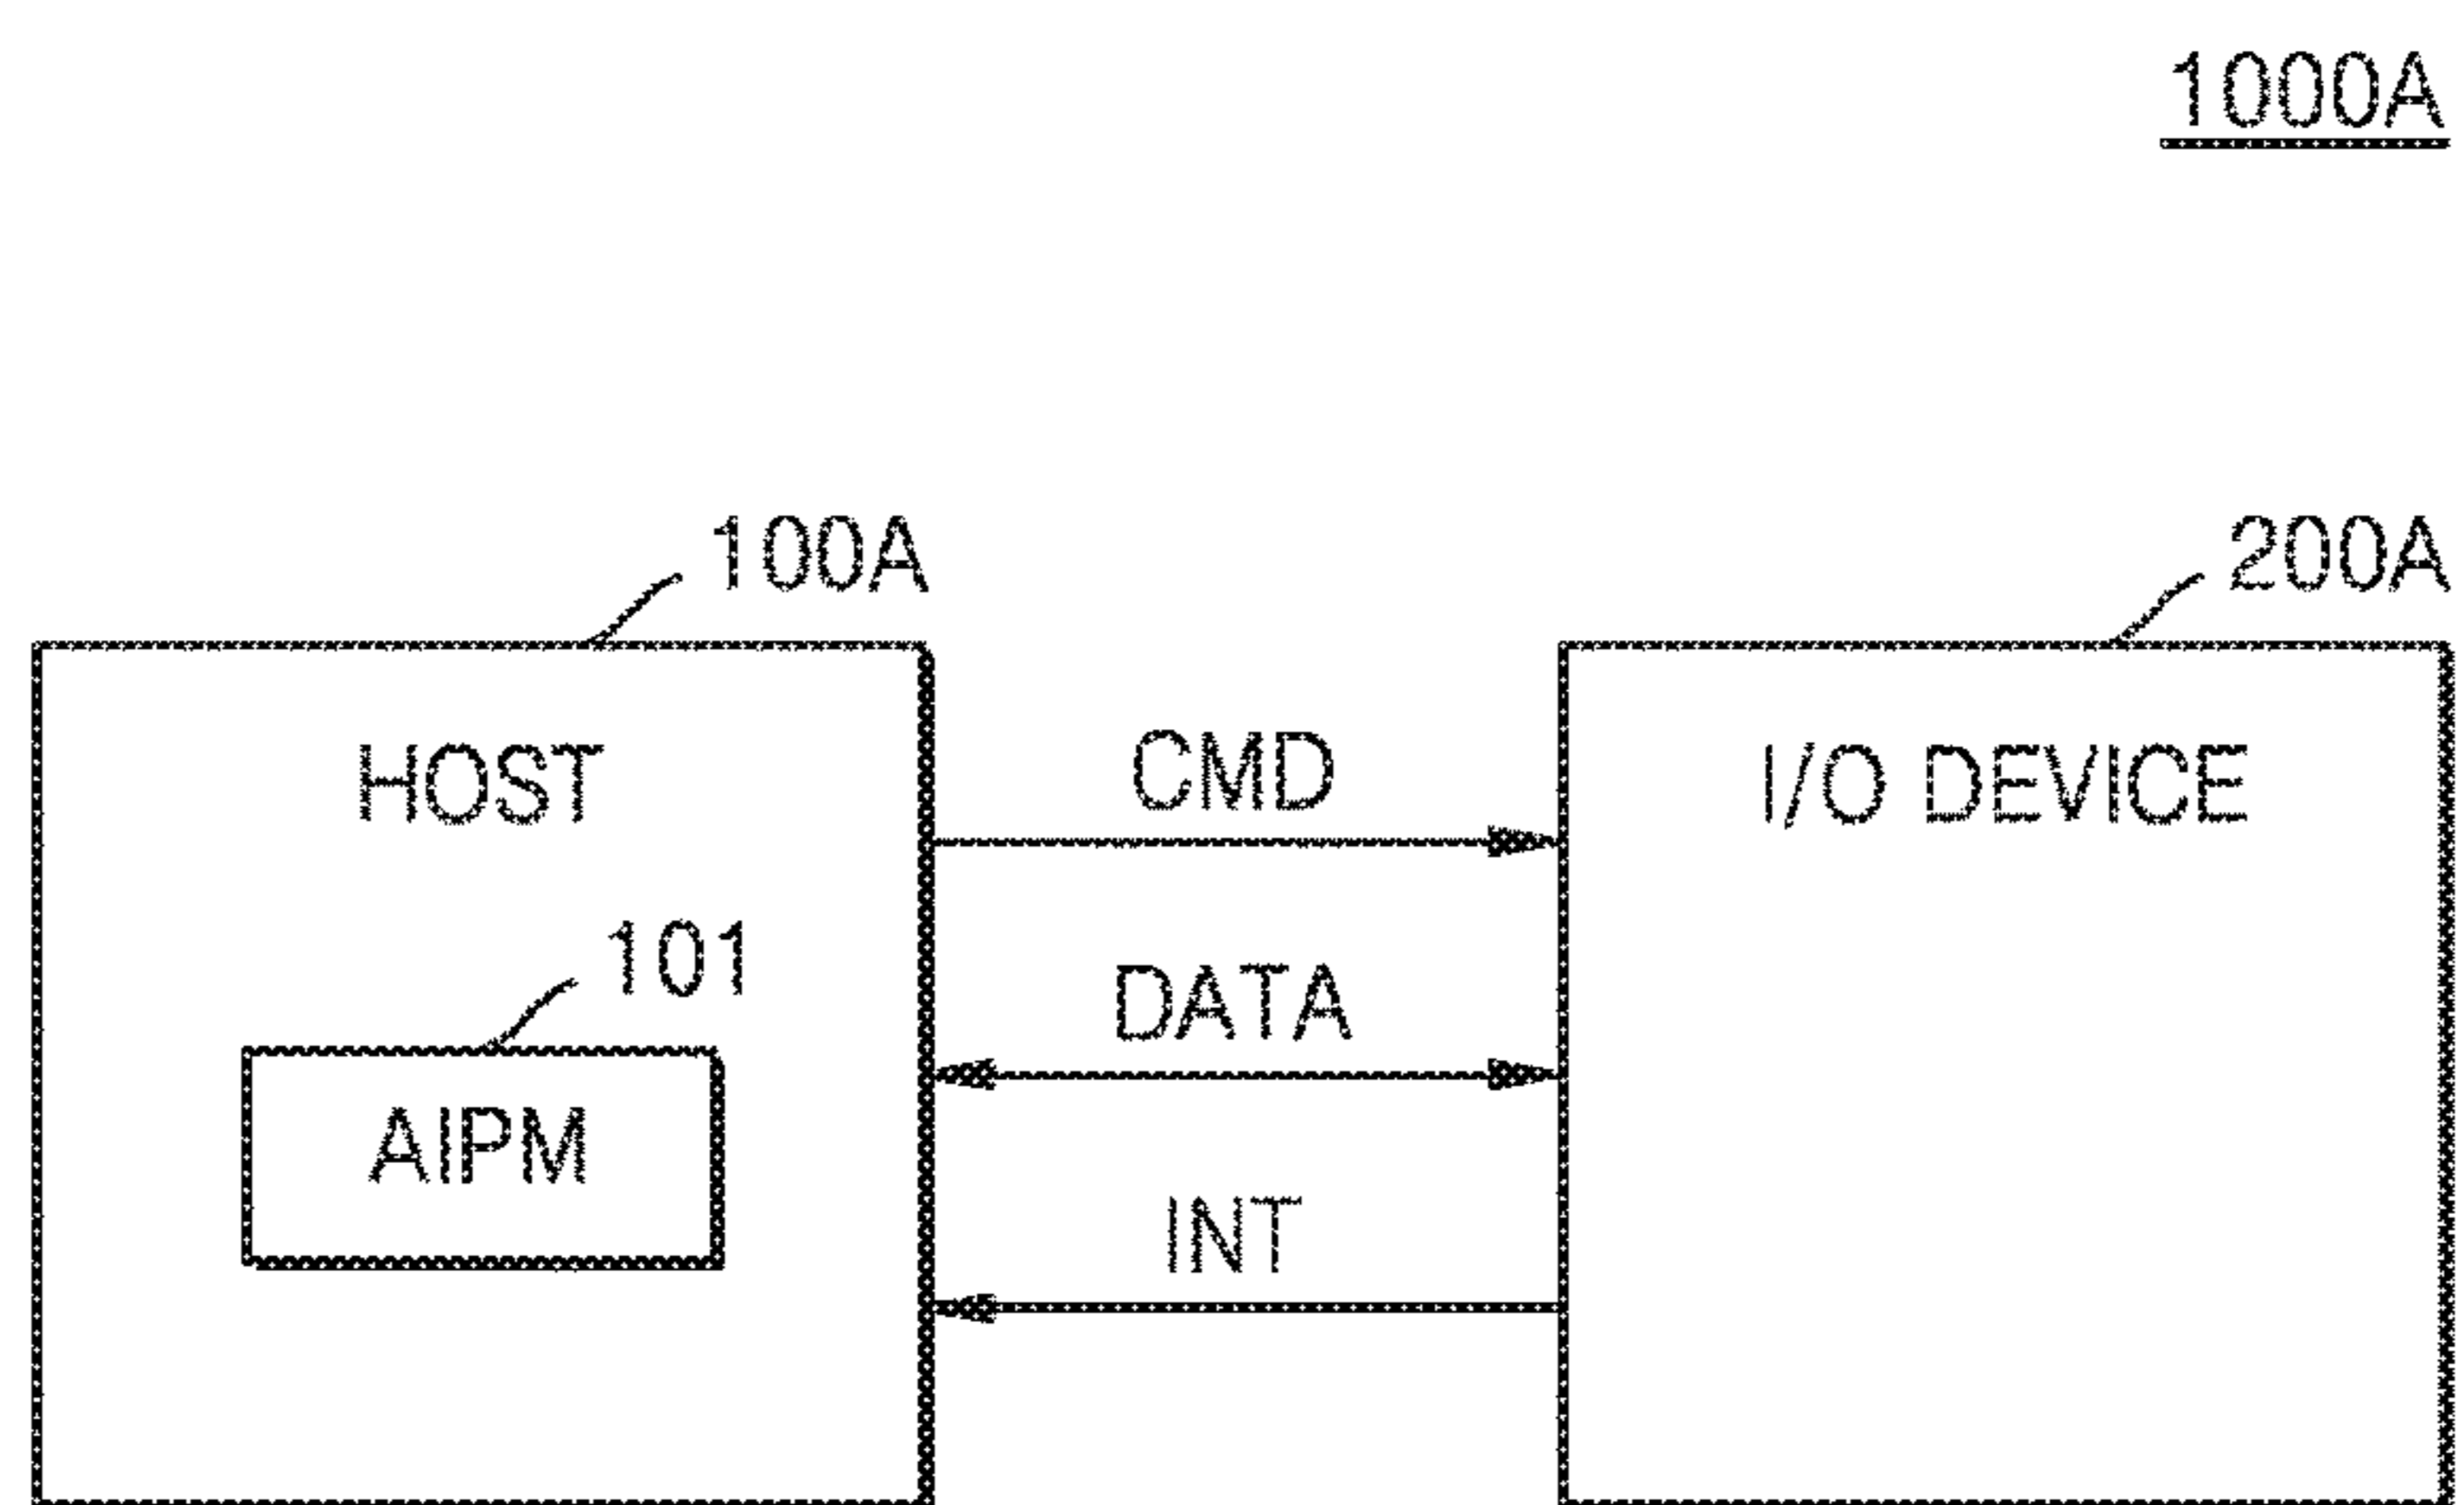 1000A
100A
200A
HOST
CMD
I/O DEVICE
101
DATA
AIPM
INT